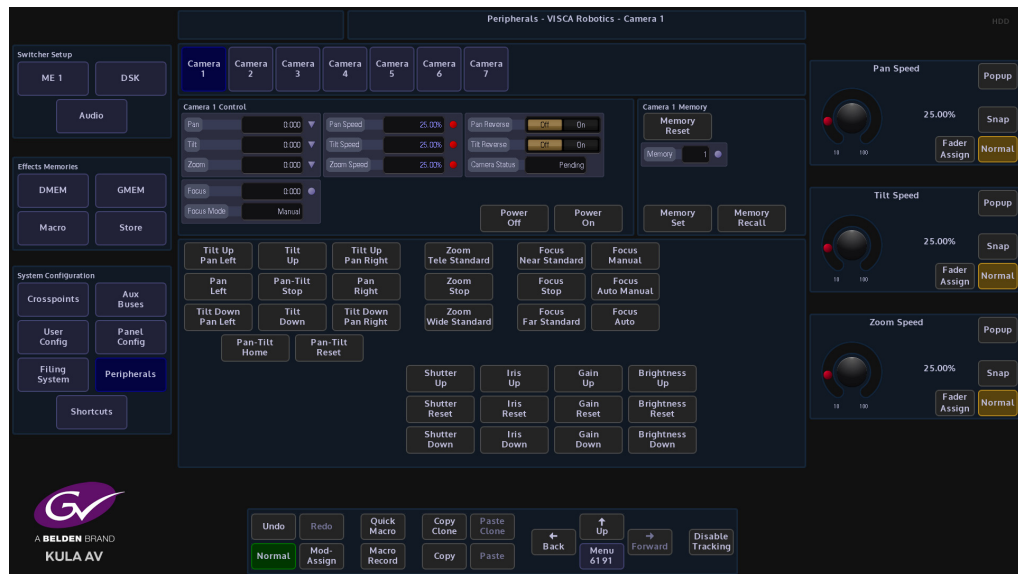 Peripherals - VISCA Robotics - Camera 1
HDD
Switcher Setup
ME 1
DSK
Audio
Effects Memories
DMEM
GMEM
Macro
Store
System Configuration
Crosspoints
Aux
Buses
User
Config
Panel
Config
Filing
System
Peripherals
Shortcuts
Camera
1
Camera
2
Camera
3
Camera
4
Camera
5
Camera
6
Camera
7
Camera 1 Control
Pan 0.000
Pan Speed 25.00%
Pan Reverse Off On
Tilt 0.000
Tilt Speed 25.00%
Tilt Reverse Off On
Zoom 0.000
Zoom Speed 25.00%
Camera Status Pending
Focus 0.000
Focus Mode Manual
Power
Off
Power
On
Camera 1 Memory
Memory
Reset
Memory 1
Memory
Set
Memory
Recall
Tilt Up
Pan Left
Tilt
Up
Tilt Up
Pan Right
Zoom
Tele Standard
Focus
Near Standard
Focus
Manual
Pan
Left
Pan-Tilt
Stop
Pan
Right
Zoom
Stop
Focus
Stop
Focus
Auto Manual
Tilt Down
Pan Left
Tilt
Down
Tilt Down
Pan Right
Zoom
Wide Standard
Focus
Far Standard
Focus
Auto
Pan-Tilt
Home
Pan-Tilt
Reset
Shutter
Up
Iris
Up
Gain
Up
Brightness
Up
Shutter
Reset
Iris
Reset
Gain
Reset
Brightness
Reset
Shutter
Down
Iris
Down
Gain
Down
Brightness
Down
Pan Speed
Popup
25.00%
Snap
10 100
Fader
Assign
Normal
Tilt Speed
Popup
25.00%
Snap
10 100
Fader
Assign
Normal
Zoom Speed
Popup
25.00%
Snap
10 100
Fader
Assign
Normal
GV
A BELDEN BRAND
KULA AV
Undo
Redo
Quick
Macro
Copy
Clone
Paste
Clone
Normal
Mod-
Assign
Macro
Record
Copy
Paste
←
Back
↑
Up
Menu
6191
→
Forward
Disable
Tracking